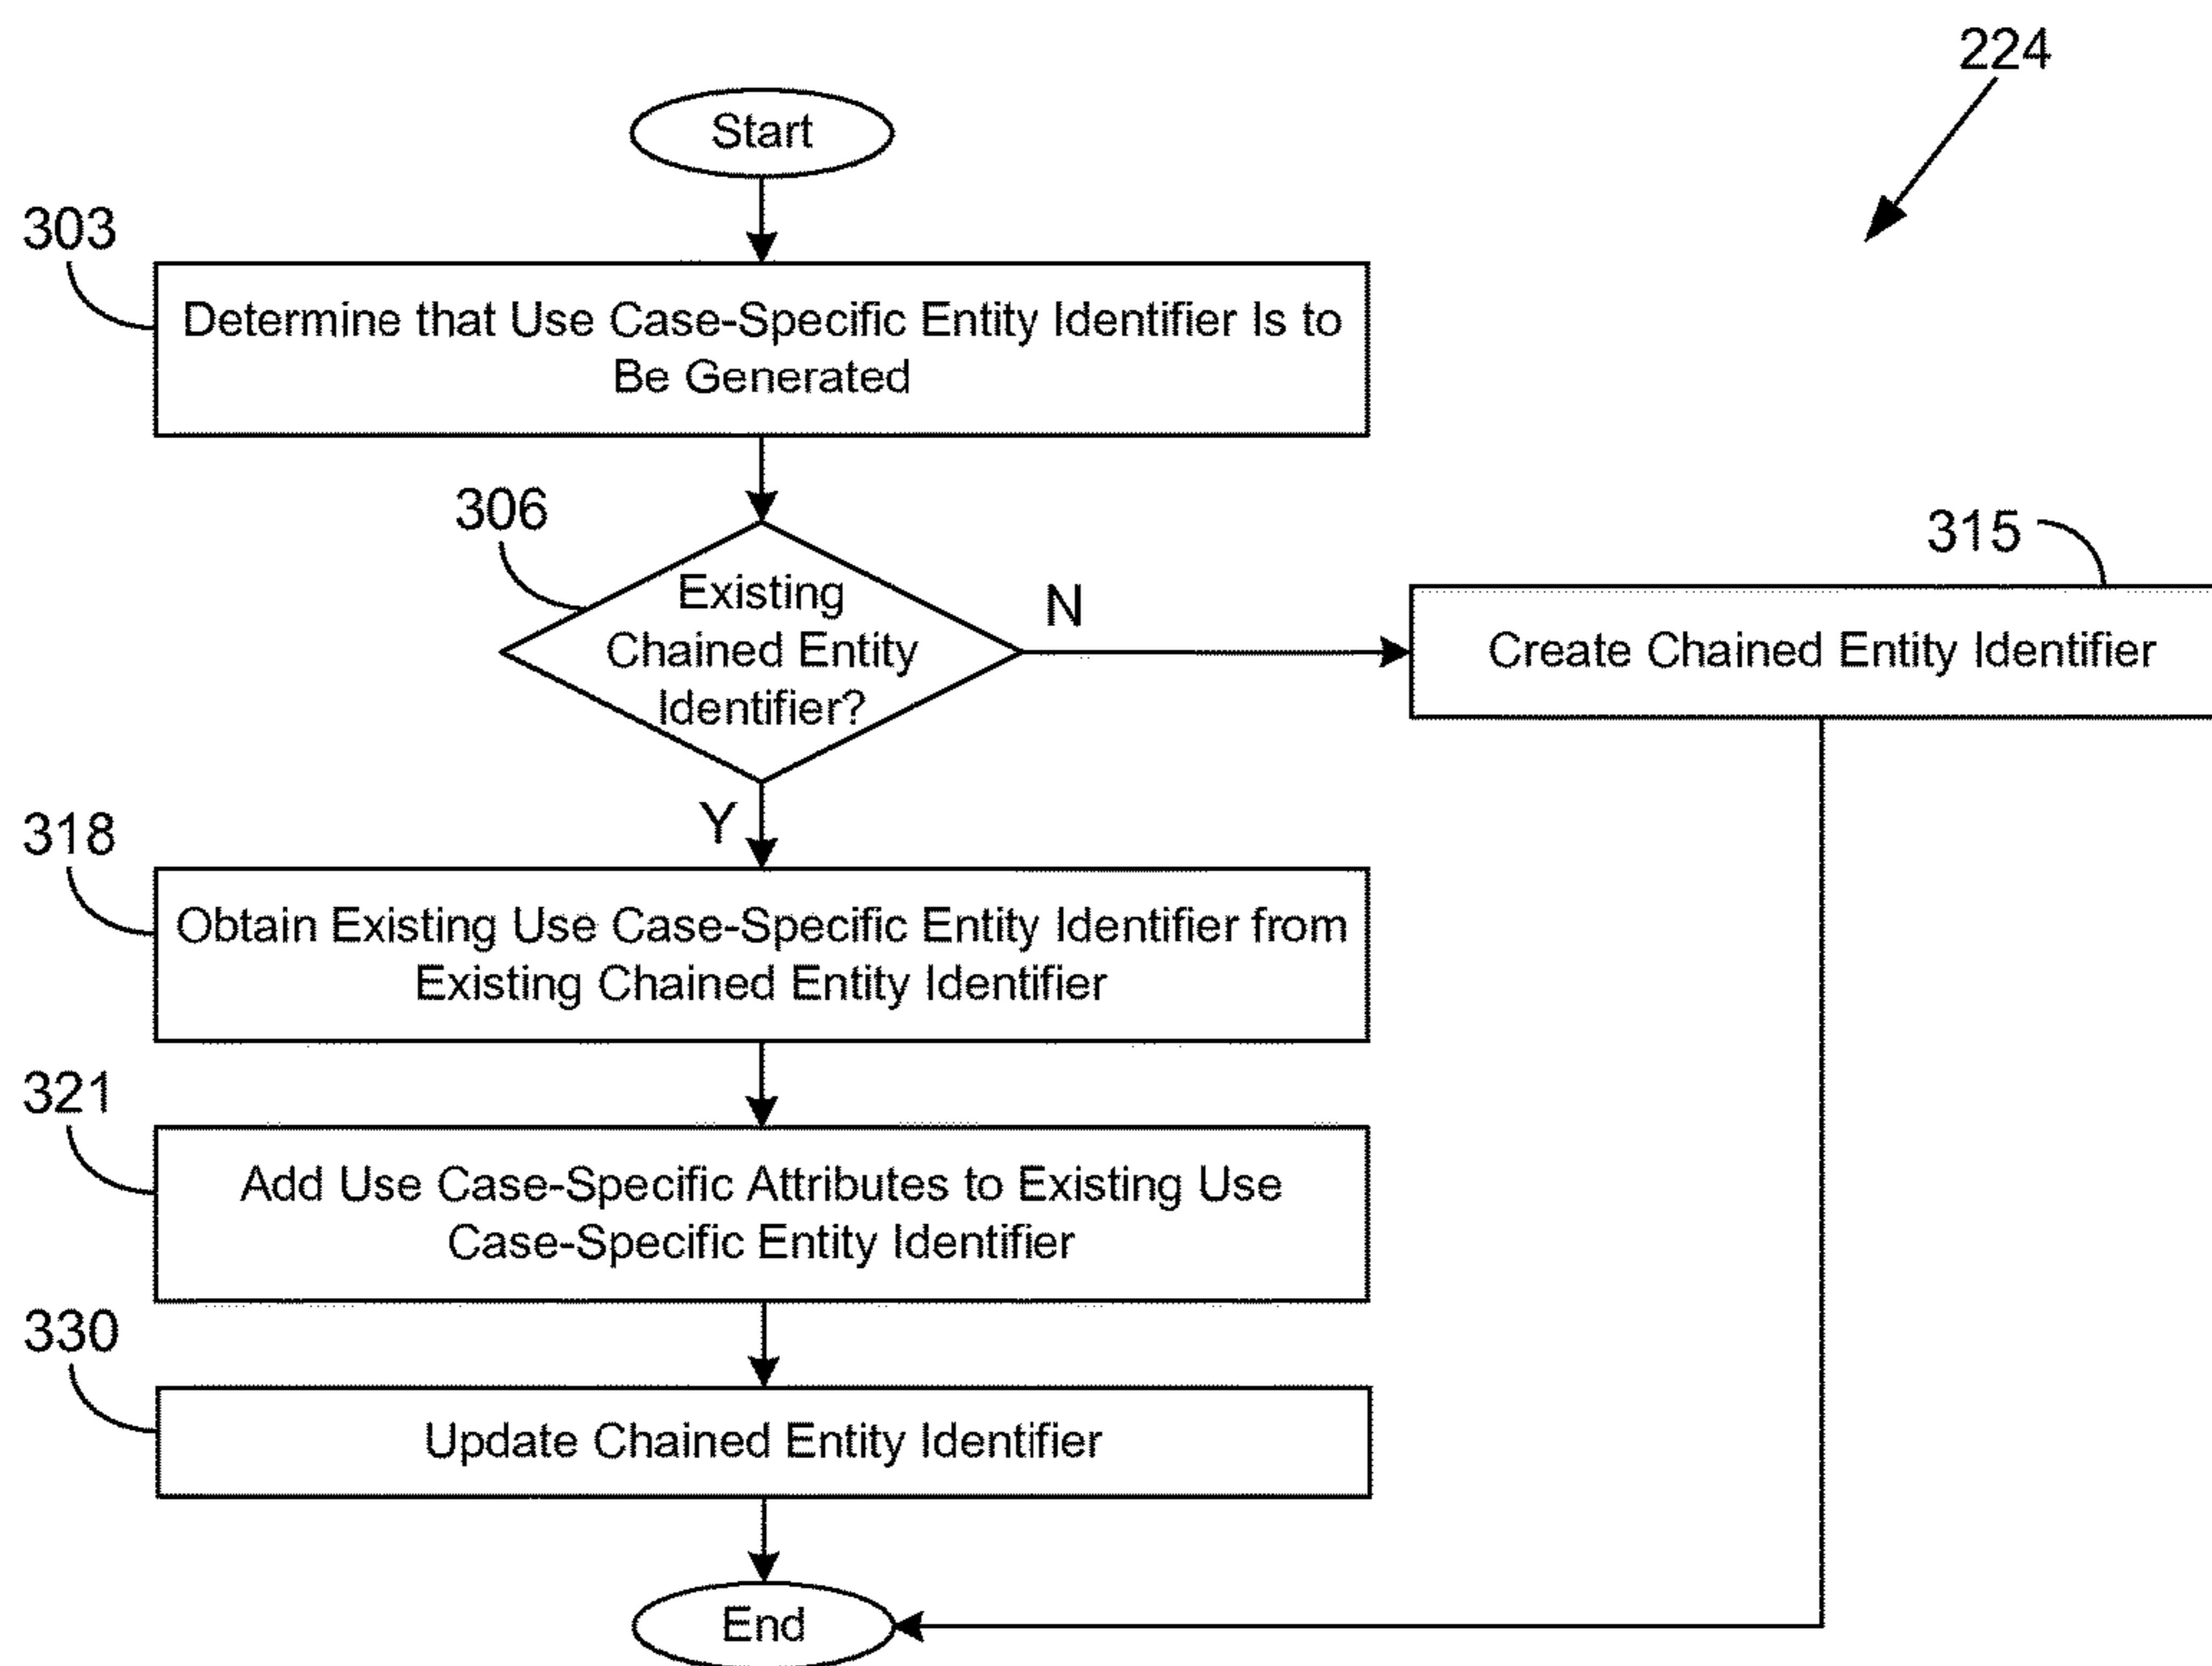 224
Start
303
Determine that Use Case-Specific Entity Identifier Is to
Be Generated
306
Existing
Chained Entity
Identifier?
N
315
Create Chained Entity Identifier
Y
318
Obtain Existing Use Case-Specific Entity Identifier from
Existing Chained Entity Identifier
321
Add Use Case-Specific Attributes to Existing Use
Case-Specific Entity Identifier
330
Update Chained Entity Identifier
End